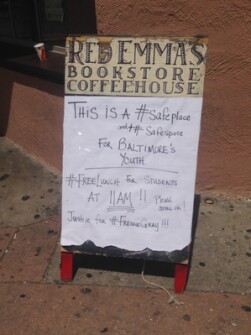 RED EMMA'S
BOOKSTORE
COFFEEHOUSE
THIS IS A #Safeplace
and a #SafeSpace
FOR BALTIMORE'S
YOUTH
#FREELUNCH FOR STUDENTS
AT 11AM !!
Justice for #Freddiegray !!!